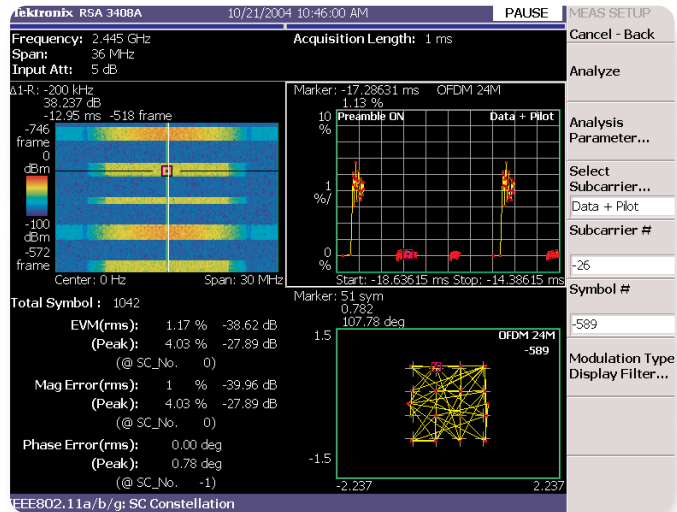 Tektronix RSA 3408A 10/21/2004 10:46:00 AM PAUSE MEAS SETUP
Cancel - Back
Frequency: 2.445 GHz Acquisition Length: 1 ms
Span: 36 MHz
Input Att: 5 dB
Analyze
Δ1-R: -200 kHz
38.237 dB
-12.95 ms -518 frame
Marker: -17.28631 ms OFDM 24M
1.13 %
Analysis
Parameter...
-746
frame
0
dBm
-100
dBm
-572
frame
Center: 0 Hz Span: 30 MHz
10
%
Preamble ON Data + Pilot
1
%/
0
%
Start: -18.63615 ms Stop: -14.38615 ms
Select
Subcarrier...
Data + Pilot
Subcarrier #
-26
Symbol #
-589
Modulation Type
Display Filter...
Total Symbol : 1042
EVM(rms): 1.17 % -38.62 dB
(Peak): 4.03 % -27.89 dB
(@ SC_No. 0)
Mag Error(rms): 1 % -39.96 dB
(Peak): 4.03 % -27.89 dB
(@ SC_No. 0)
Phase Error(rms): 0.00 deg
(Peak): 0.78 deg
(@ SC_No. -1)
Marker: 51 sym
0.782
107.78 deg
1.5
OFDM 24M
-589
-1.5
-2.237 2.237
IEEE802.11a/b/g: SC Constellation